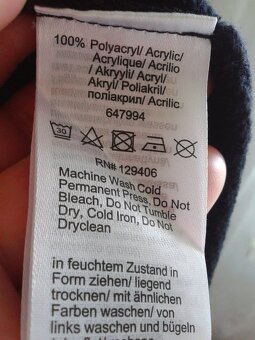 100% Polyacryl/ Acrylic/
Acrylique/ Acrílico
/ Akryyli/ Acryl/
Akryl/ Poliakril/
поліакрил/ Acrilic
647994
30
RN# 129406
Machine Wash Cold
Permanent Press, Do Not
Bleach, Do Not Tumble
Dry, Cold Iron, Do Not
Dryclean
in feuchtem Zustand in
Form ziehen/ liegend
trocknen/ mit ähnlichen
Farben waschen/ von
links waschen und bügeln